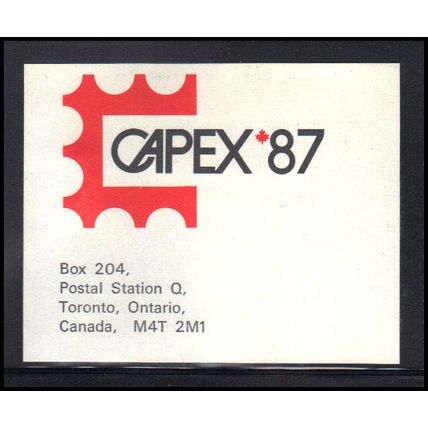 CAPEX '87
Box 204,
Postal Station Q,
Toronto, Ontario,
Canada, M4T 2M1